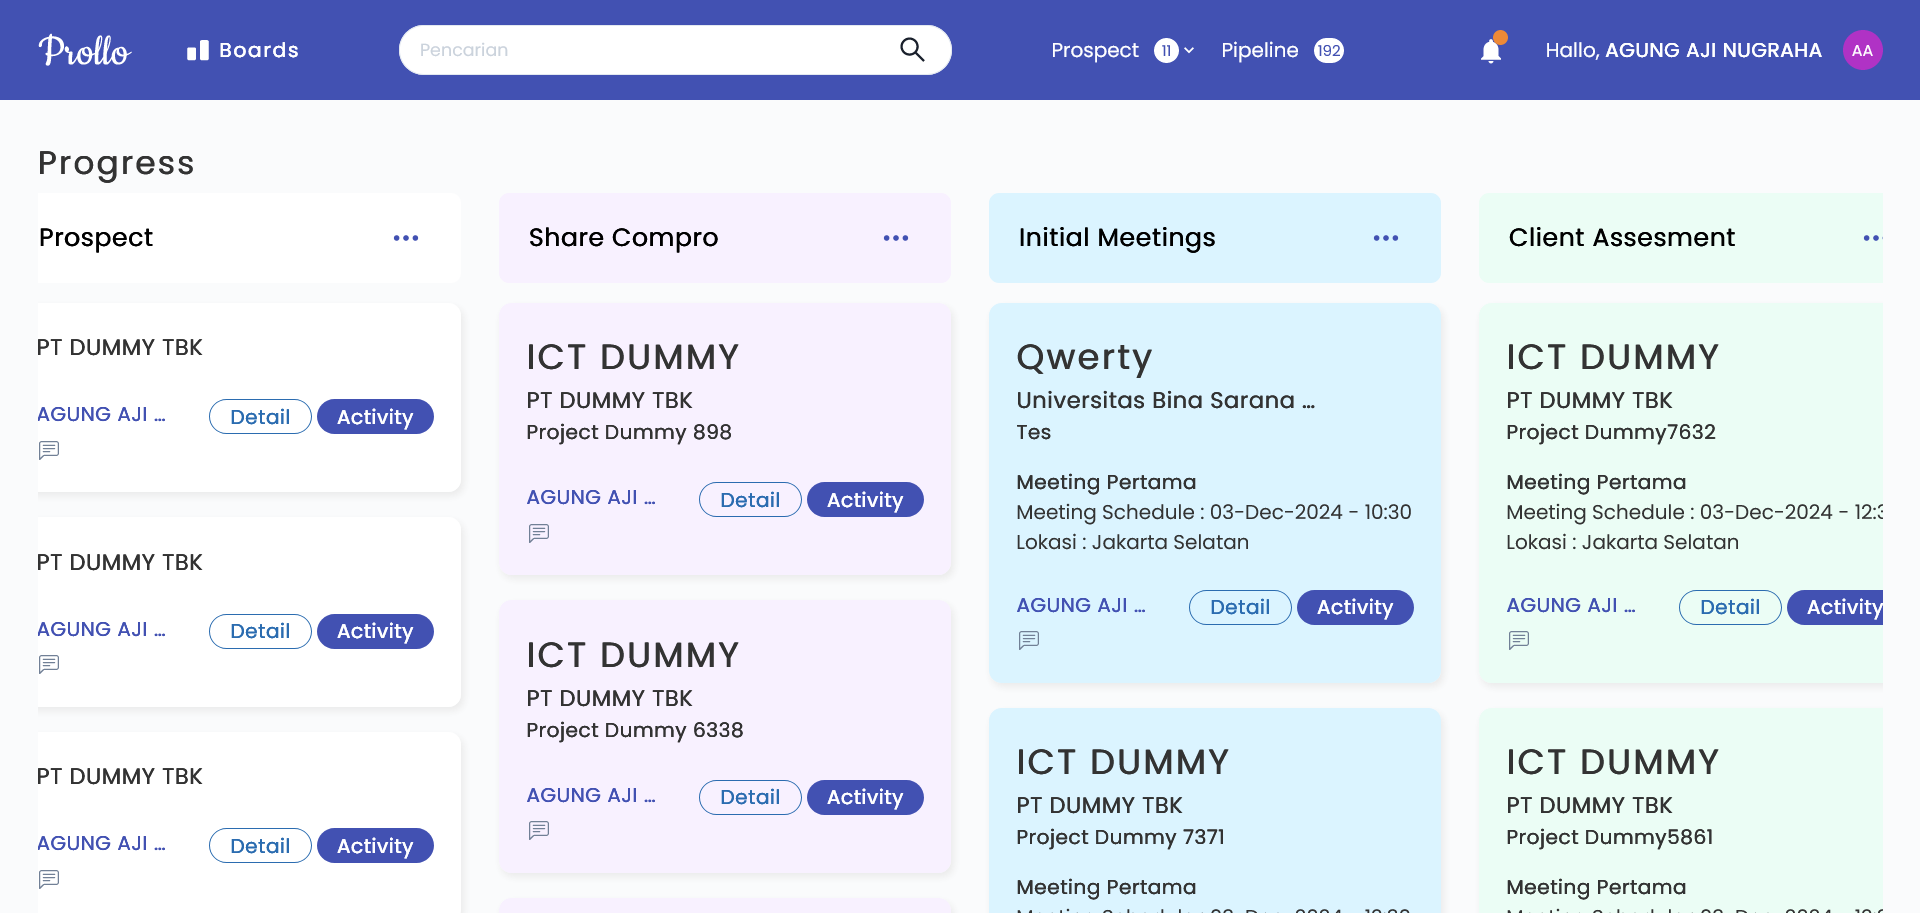 Prollo
Boards
Pencarian
Prospect 11
Pipeline 192
Hallo, AGUNG AJI NUGRAHA
AA
Progress
Prospect
PT DUMMY TBK
AGUNG AJI ...
Detail
Activity
PT DUMMY TBK
AGUNG AJI ...
Detail
Activity
PT DUMMY TBK
AGUNG AJI ...
Detail
Activity
Share Compro
ICT DUMMY
PT DUMMY TBK
Project Dummy 898
AGUNG AJI ...
Detail
Activity
ICT DUMMY
PT DUMMY TBK
Project Dummy 6338
AGUNG AJI ...
Detail
Activity
Initial Meetings
Qwerty
Universitas Bina Sarana ...
Tes
Meeting Pertama
Meeting Schedule : 03-Dec-2024 - 10:30
Lokasi : Jakarta Selatan
AGUNG AJI ...
Detail
Activity
ICT DUMMY
PT DUMMY TBK
Project Dummy 7371
Meeting Pertama
Client Assesment
ICT DUMMY
PT DUMMY TBK
Project Dummy7632
Meeting Pertama
Meeting Schedule : 03-Dec-2024 - 12:3
Lokasi : Jakarta Selatan
AGUNG AJI ...
Detail
Activity
ICT DUMMY
PT DUMMY TBK
Project Dummy5861
Meeting Pertama